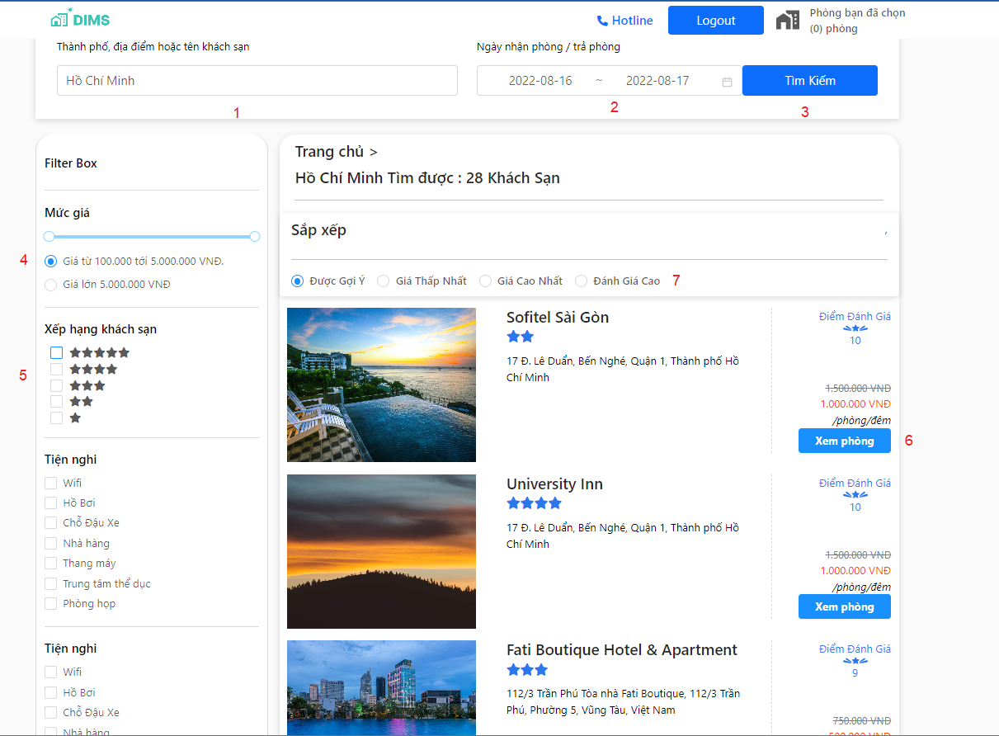 DIMS
Hotline
Logout
Phòng bạn đã chọn
(0) phòng
Thành phố, địa điểm hoặc tên khách sạn
Ngày nhận phòng / trả phòng
Hồ Chí Minh
2022-08-16 ~ 2022-08-17
Tìm Kiếm
1
2
3
Filter Box
Mức giá
4
Giá từ 100.000 tới 5.000.000 VNĐ.
Giá lớn 5.000.000 VNĐ
Xếp hạng khách sạn
5
Tiện nghi
Wifi
Hồ Bơi
Chỗ Đậu Xe
Nhà hàng
Thang máy
Trung tâm thể dục
Phòng họp
Tiện nghi
Wifi
Hồ Bơi
Chỗ Đậu Xe
Nhà hàng
Trang chủ >
Hồ Chí Minh Tìm được : 28 Khách Sạn
Sắp xếp
,
Được Gợi Ý Giá Thấp Nhất Giá Cao Nhất Đánh Giá Cao 7
Sofitel Sài Gòn
17 Đ. Lê Duẩn, Bến Nghé, Quận 1, Thành phố Hồ
Chí Minh
Điểm Đánh Giá
10
1.500.000 VNĐ
1.000.000 VNĐ
/phòng/đêm
Xem phòng
6
University Inn
17 Đ. Lê Duẩn, Bến Nghé, Quận 1, Thành phố Hồ
Chí Minh
Điểm Đánh Giá
10
1.500.000 VNĐ
1.000.000 VNĐ
/phòng/đêm
Xem phòng
Fati Boutique Hotel & Apartment
112/3 Trần Phú Tòa nhà Fati Boutique, 112/3 Trần
Phú, Phường 5, Vũng Tàu, Việt Nam
Điểm Đánh Giá
9
750.000 VNĐ
500.000 VNĐ